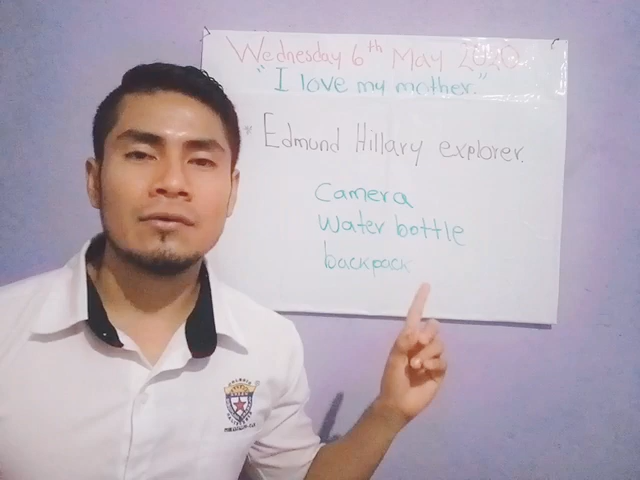 Wednesday 6th May 2020
"I love my mother."
Edmund Hillary explorer.
Camera
Water bottle
backpack